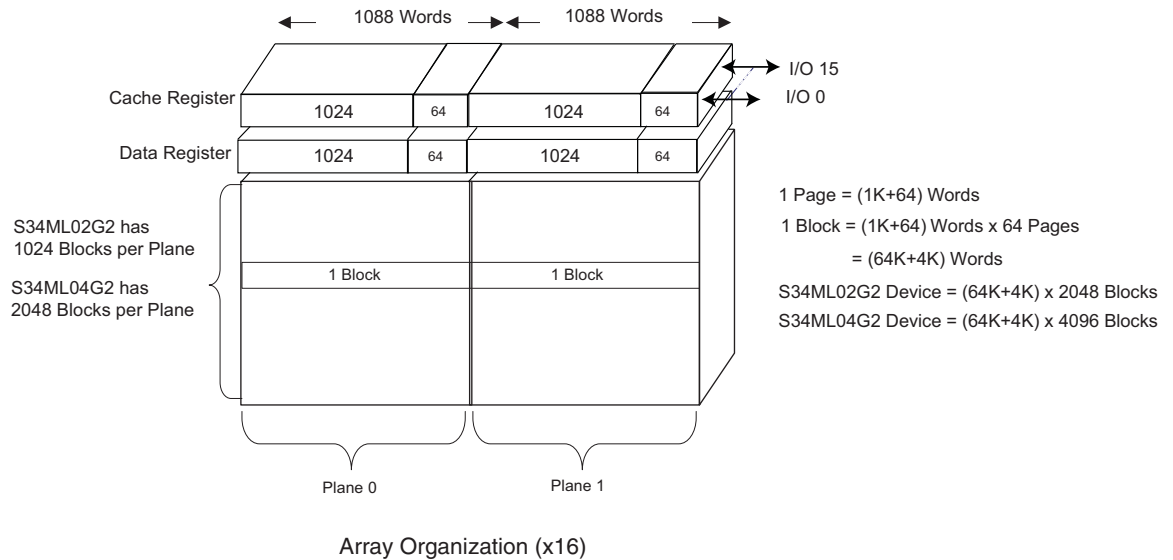 1088 Words
1088 Words
I/O 15
I/O 0
Cache Register
1024
64
1024
64
Data Register
1024
64
1024
64
S34ML02G2 has
1024 Blocks per Plane
S34ML04G2 has
2048 Blocks per Plane
1 Block
1 Block
1 Page = (1K+64) Words
1 Block = (1K+64) Words x 64 Pages
= (64K+4K) Words
S34ML02G2 Device = (64K+4K) x 2048 Blocks
S34ML04G2 Device = (64K+4K) x 4096 Blocks
Plane 0
Plane 1
Array Organization (x16)